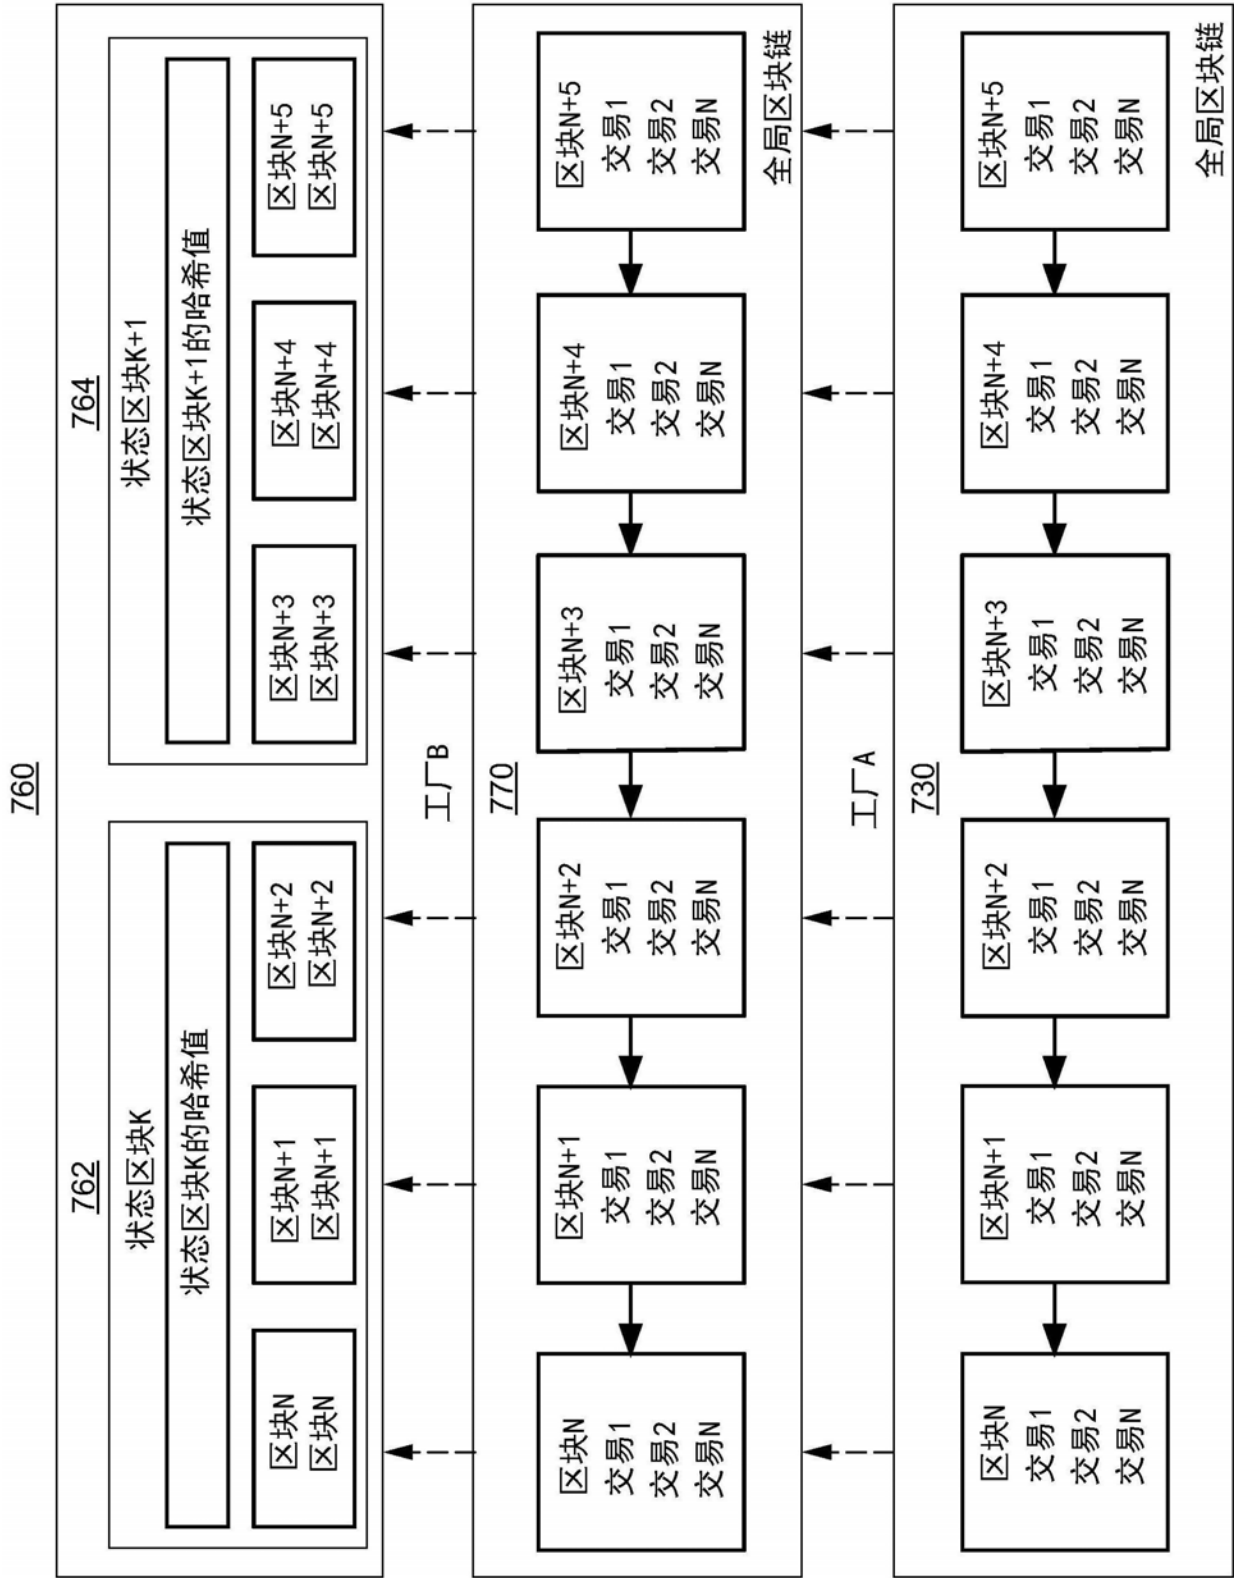 760
762
状态区块K
状态区块K的哈希值
区块N
区块N
区块N+1
区块N+1
区块N+2
区块N+2
764
状态区块K+1
状态区块K+1的哈希值
区块N+3
区块N+3
区块N+4
区块N+4
区块N+5
区块N+5
工厂B
770
区块N
交易1
交易2
交易N
区块N+1
交易1
交易2
交易N
区块N+2
交易1
交易2
交易N
区块N+3
交易1
交易2
交易N
区块N+4
交易1
交易2
交易N
区块N+5
交易1
交易2
交易N
全局区块链
工厂A
730
区块N
交易1
交易2
交易N
区块N+1
交易1
交易2
交易N
区块N+2
交易1
交易2
交易N
区块N+3
交易1
交易2
交易N
区块N+4
交易1
交易2
交易N
区块N+5
交易1
交易2
交易N
全局区块链